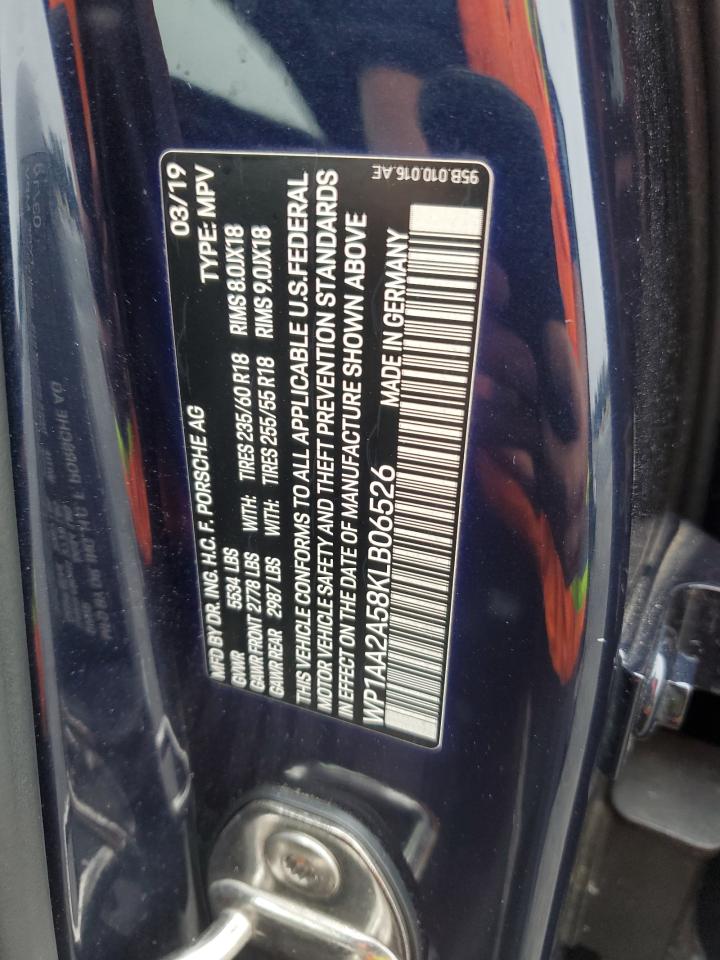 MFD BY DR. ING. H.C. F. PORSCHE AG 03/19
GVWR 5534 LBS TYPE: MPV
GAWR FRONT 2778 LBS WITH: TIRES 235/60 R18 RIMS 8.0JX18
GAWR REAR 2987 LBS WITH: TIRES 255/55 R18 RIMS 9.0JX18
THIS VEHICLE CONFORMS TO ALL APPLICABLE U.S. FEDERAL
MOTOR VEHICLE SAFETY AND THEFT PREVENTION STANDARDS
IN EFFECT ON THE DATE OF MANUFACTURE SHOWN ABOVE
WP1AA2A58KLB06526 MADE IN GERMANY
95B.010.016.AE